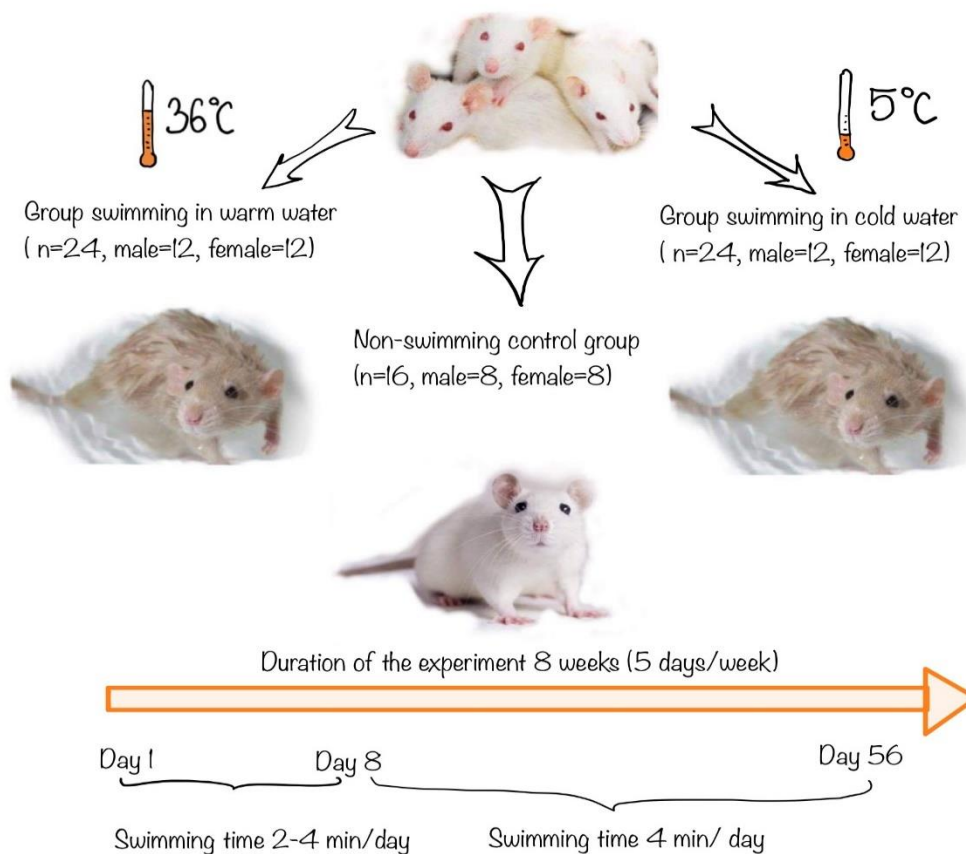 36°C
5°C
Group swimming in warm water
( n=24, male=12, female=12)
Group swimming in cold water
( n=24, male=12, female=12)
Non-swimming control group
(n=16, male=8, female=8)
Duration of the experiment 8 weeks (5 days/week)
Day 1
Day 8
Day 56
Swimming time 2-4 min/day
Swimming time 4 min/ day